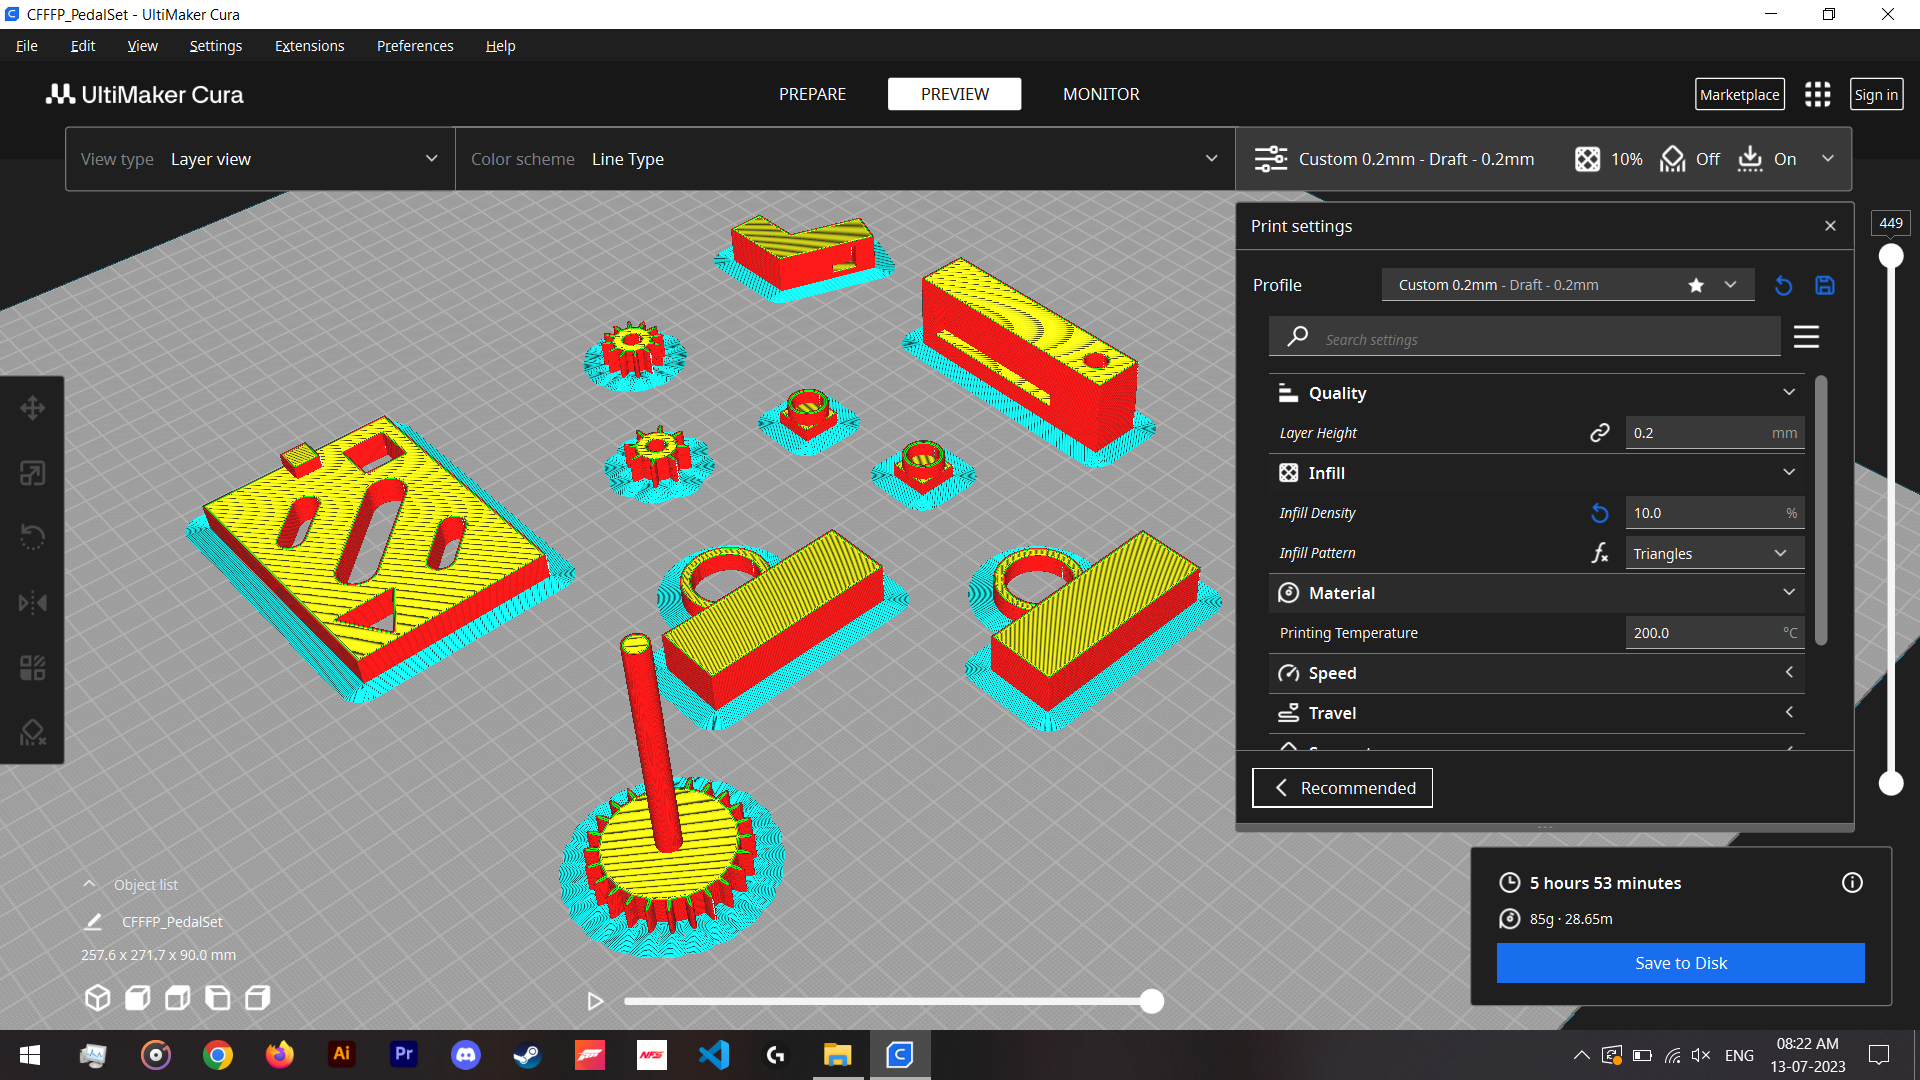 CFFFP_PedalSet - UltiMaker Cura
File Edit View Settings Extensions Preferences Help
UltiMaker Cura
PREPARE PREVIEW MONITOR
Marketplace
Sign in
View type Layer view
Color scheme Line Type
Custom 0.2mm - Draft - 0.2mm 10% Off On
Print settings
449
Profile Custom 0.2mm - Draft - 0.2mm
Search settings
Quality
Layer Height 0.2 mm
Infill
Infill Density 10.0 %
Infill Pattern Triangles
Material
Printing Temperature 200.0 °C
Speed
Travel
Recommended
5 hours 53 minutes
85g · 28.65m
Save to Disk
Object list
CFFFP_PedalSet
257.6 x 271.7 x 90.0 mm
Ai
Pr
NFS
ENG
08:22 AM
13-07-2023